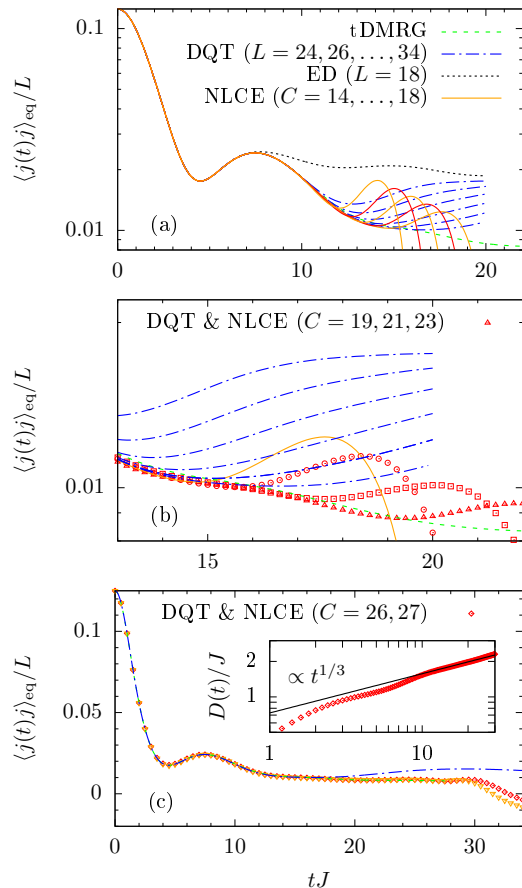 0.1
0.01
⟨j(t)j⟩eq/L
tDMRG
DQT (L = 24, 26, . . . , 34)
ED (L = 18)
NLCE (C = 14, . . . , 18)
(a)
0 10 20
DQT & NLCE (C = 19, 21, 23)
0.01
⟨j(t)j⟩eq/L
(b)
15 20
DQT & NLCE (C = 26, 27)
0.1
0.05
0
⟨j(t)j⟩eq/L
D(t)/J
2
1
∝ t^{1/3}
1 10
(c)
0 10 20 30
tJ